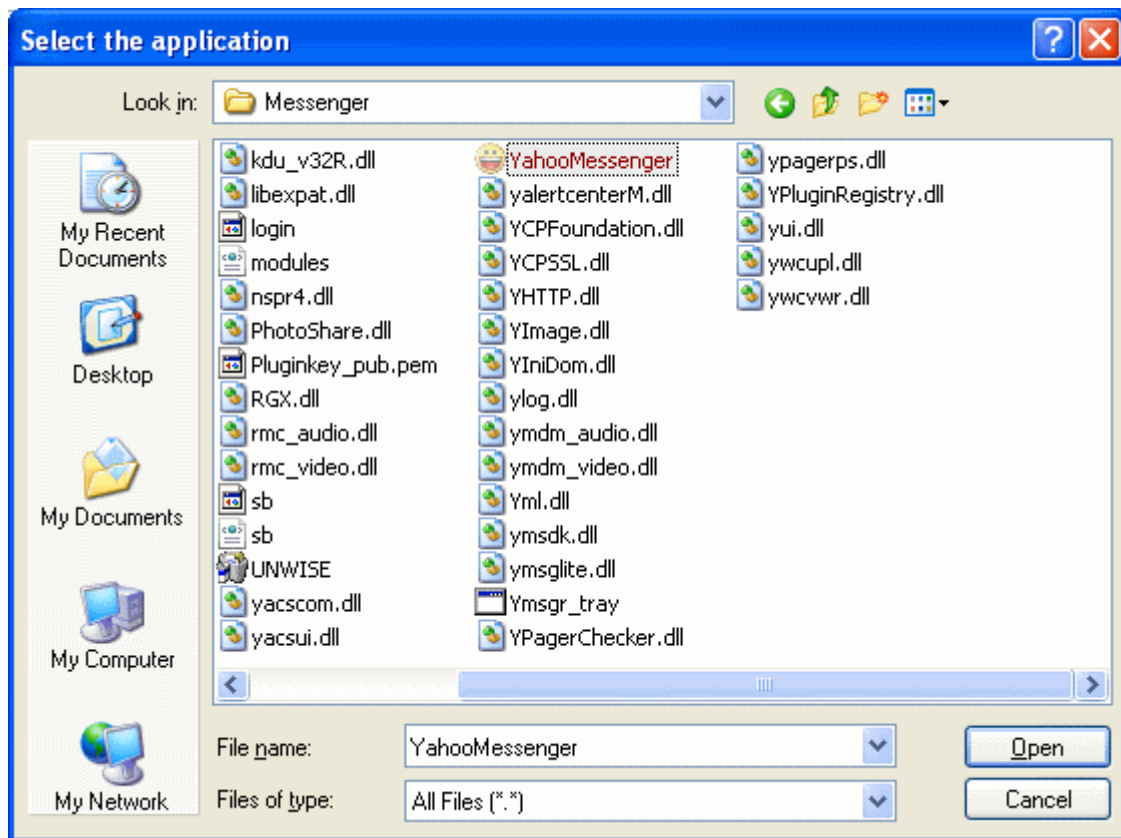 Select the application
Look in:
Messenger
My Recent
Documents
Desktop
My Documents
My Computer
My Network
kdu_v32R.dll
libexpat.dll
login
modules
nspr4.dll
PhotoShare.dll
Pluginkey_pub.pem
RGX.dll
rmc_audio.dll
rmc_video.dll
sb
sb
UNWISE
yacscom.dll
yacsui.dll
YahooMessenger
yalertcenterM.dll
YCPFoundation.dll
YCPSSL.dll
YHTTP.dll
YImage.dll
YIniDom.dll
ylog.dll
ymdm_audio.dll
ymdm_video.dll
Yml.dll
ymsdk.dll
ymsglite.dll
Ymsgr_tray
YPagerChecker.dll
ypagerps.dll
YPluginRegistry.dll
yui.dll
ywcupl.dll
ywcvwr.dll
File name:
YahooMessenger
Open
Files of type:
All Files (*.*)
Cancel